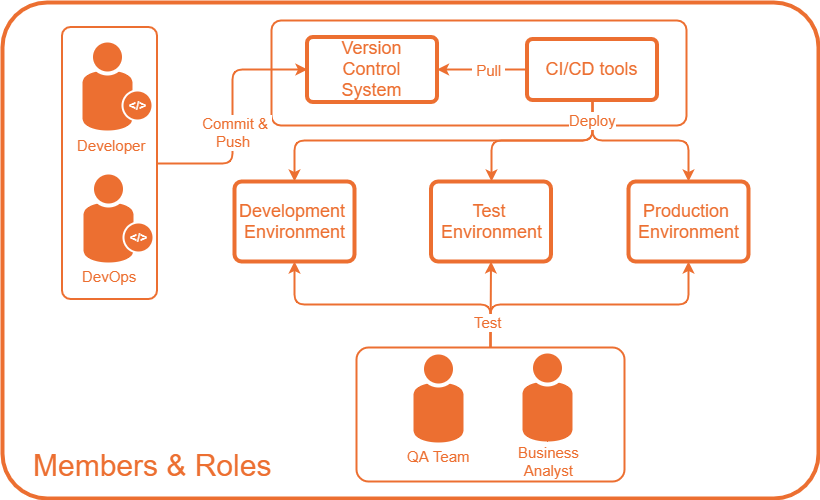 Version
Control
System
Pull
CI/CD tools
</>
Developer
Commit &
Push
Deploy
</>
DevOps
Development
Environment
Test
Environment
Production
Environment
Test
QA Team
Business
Analyst
Members & Roles